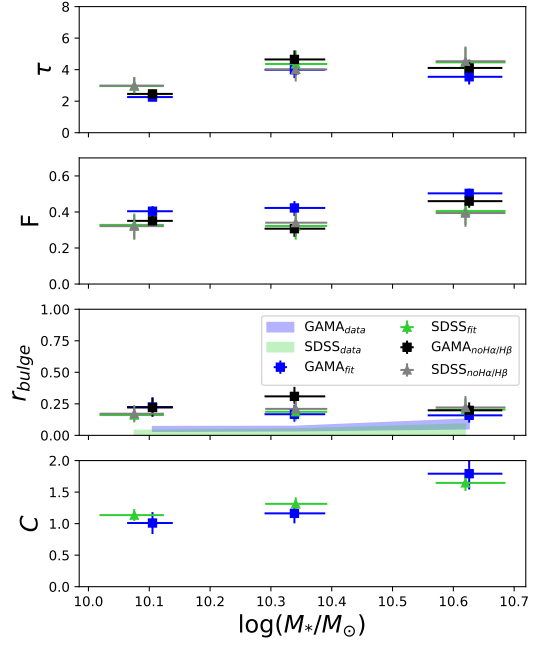 8
6
4
2
0
τ
0.6
0.4
0.2
0.0
F
1.00
0.75
0.50
0.25
0.00
r_bulge
GAMA_data
SDSS_data
GAMA_fit
SDSS_fit
GAMA_noHα/Hβ
SDSS_noHα/Hβ
2.0
1.5
1.0
0.5
0.0
C
10.0 10.1 10.2 10.3 10.4 10.5 10.6 10.7
log(M_*/M_⊙)